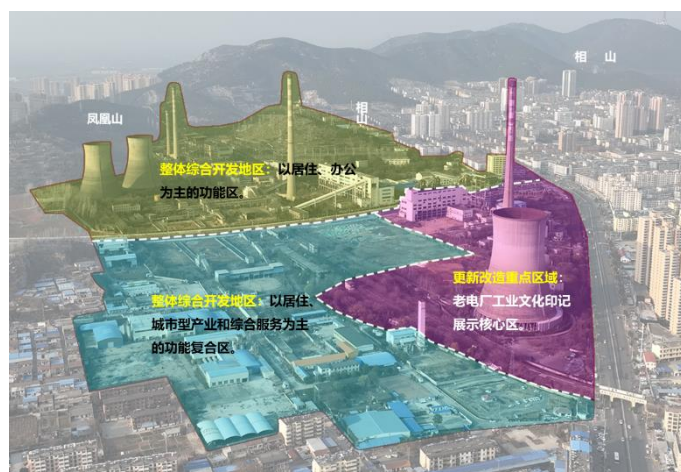 相 山
凤凰山
相
山
整体综合开发地区：以居住、办公
为主的功能区。
更新改造重点区域：
老电厂工业文化印记
展示核心区。
整体综合开发地区：以居住、
城市型产业和综合服务为主
的功能复合区。